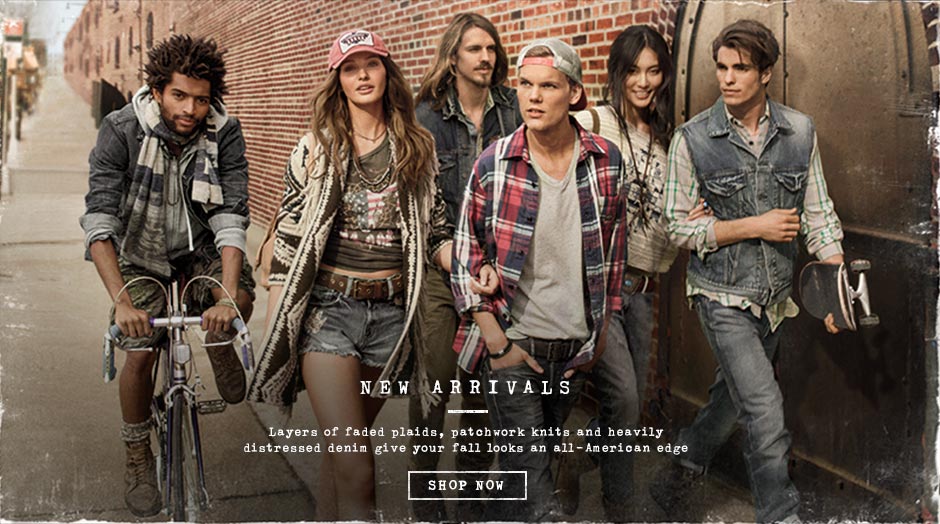 NEW ARRIVALS
Layers of faded plaids, patchwork knits and heavily
distressed denim give your fall looks an all-American edge
SHOP NOW